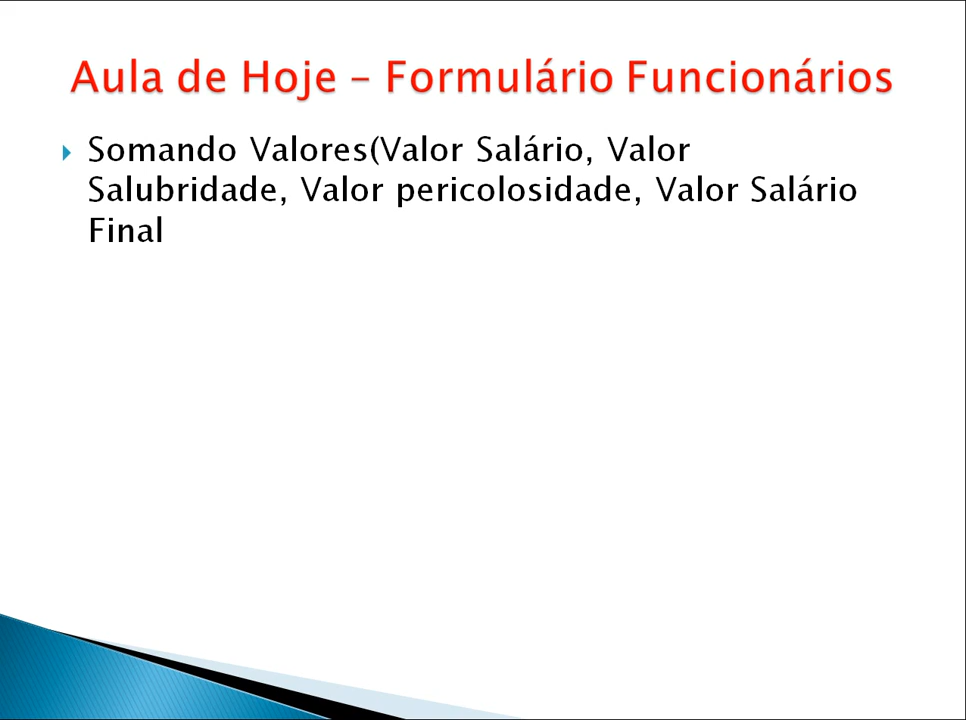 Aula de Hoje – Formulário Funcionários
Somando Valores(Valor Salário, Valor
Salubridade, Valor pericolosidade, Valor Salário
Final